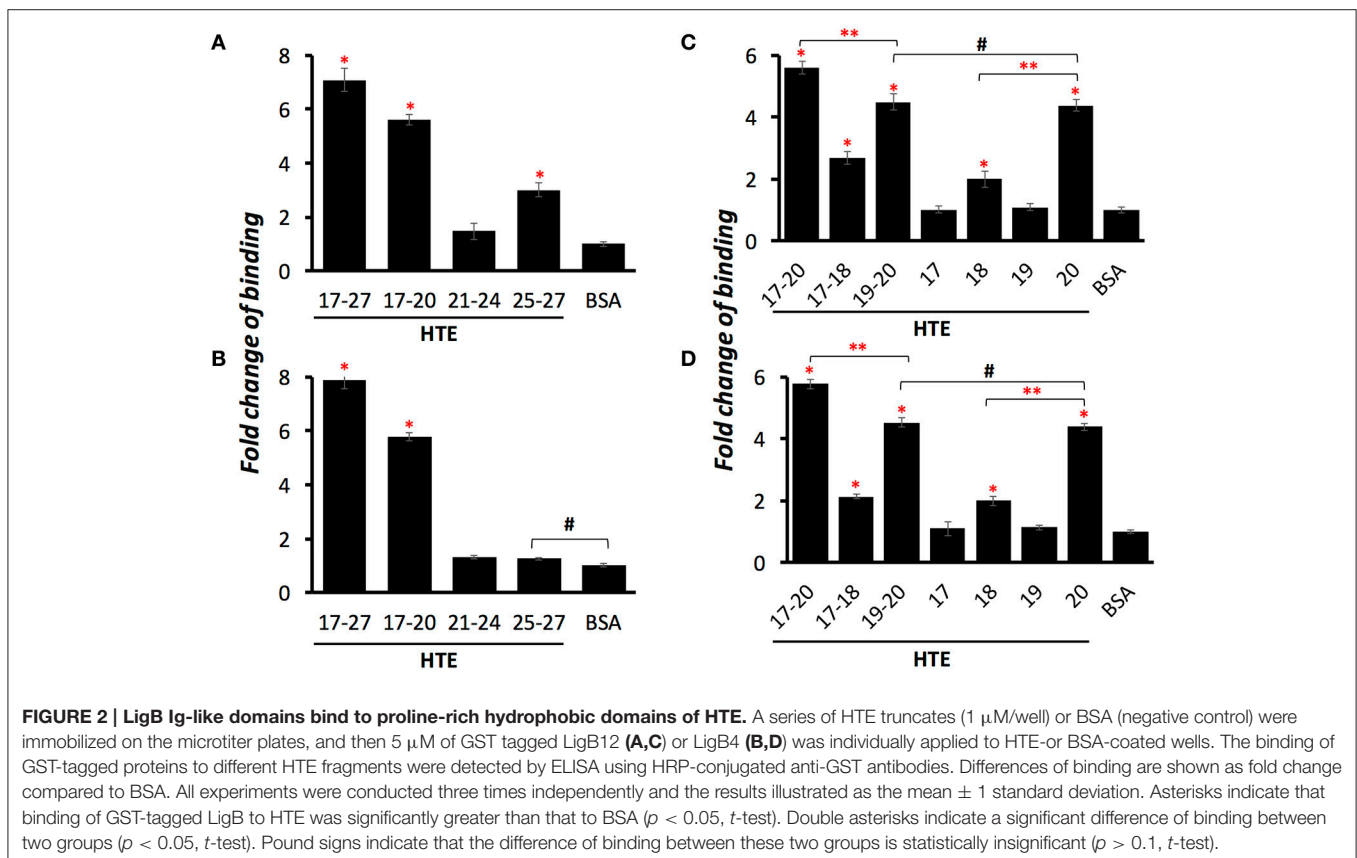 A
Fold change of binding
8
6
4
2
0
*
*
*
17-27 17-20 21-24 25-27 BSA
HTE
B
8
6
4
2
0
*
*
#
17-27 17-20 21-24 25-27 BSA
HTE
C
Fold change of binding
6
4
2
0
**
#
**
*
*
*
*
*
17-20 17-18 19-20 17 18 19 20 BSA
HTE
D
6
4
2
0
**
#
**
*
*
*
*
*
17-20 17-18 19-20 17 18 19 20 BSA
HTE
FIGURE 2 | LigB Ig-like domains bind to proline-rich hydrophobic domains of HTE. A series of HTE truncates (1 μM/well) or BSA (negative control) were
immobilized on the microtiter plates, and then 5 μM of GST tagged LigB12 (A,C) or LigB4 (B,D) was individually applied to HTE-or BSA-coated wells. The binding of
GST-tagged proteins to different HTE fragments were detected by ELISA using HRP-conjugated anti-GST antibodies. Differences of binding are shown as fold change
compared to BSA. All experiments were conducted three times independently and the results illustrated as the mean ± 1 standard deviation. Asterisks indicate that
binding of GST-tagged LigB to HTE was significantly greater than that to BSA (p < 0.05, t-test). Double asterisks indicate a significant difference of binding between
two groups (p < 0.05, t-test). Pound signs indicate that the difference of binding between these two groups is statistically insignificant (p > 0.1, t-test).